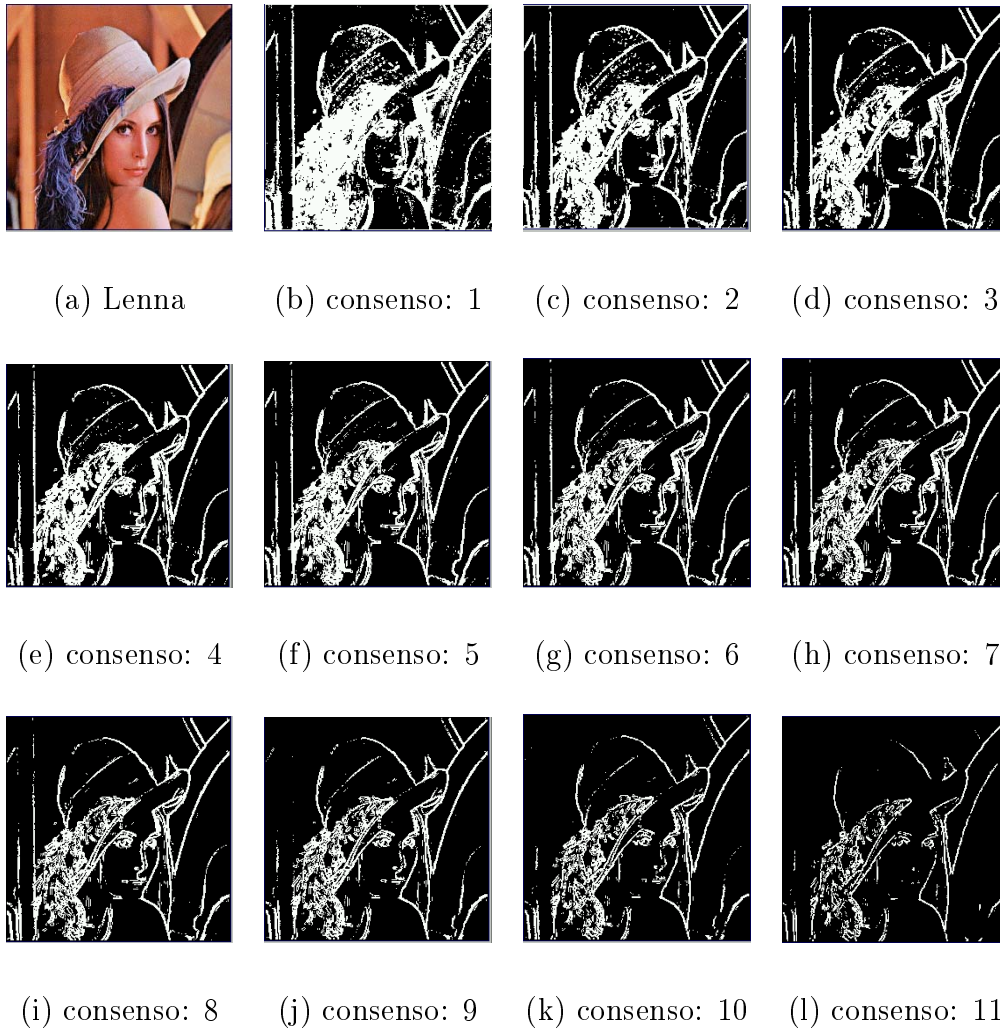 (a) Lenna (b) consenso: 1 (c) consenso: 2 (d) consenso: 3
(e) consenso: 4 (f) consenso: 5 (g) consenso: 6 (h) consenso: 7
(i) consenso: 8 (j) consenso: 9 (k) consenso: 10 (l) consenso: 11